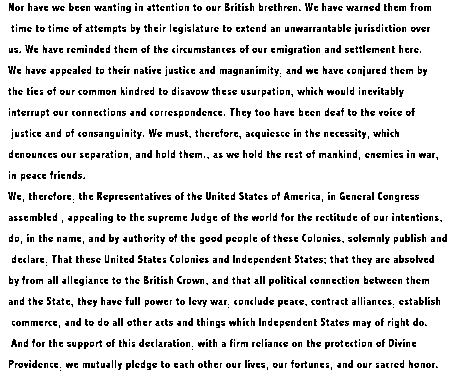 Nor have we been wanting in attention to our British brethren. We have warned them from
time to time of attempts by their legislature to extend an unwarrantable jurisdiction over
us. We have reminded them of the circumstances of our emigration and settlement here.
We have appealed to their native justice and magnanimity, and we have conjured them by
the ties of our common kindred to disavow these usurpation, which would inevitably
interrupt our connections and correspondence. They too have been deaf to the voice of
justice and of consanguinity. We must, therefore, acquiesce in the necessity, which
denounces our separation, and hold them., as we hold the rest of mankind, enemies in war,
in peace friends.
We, therefore, the Representatives of the United States of America, in General Congress
assembled , appealing to the supreme Judge of the world for the rectitude of our intentions,
do, in the name, and by authority of the good people of these Colonies, solemnly publish and
declare, That these United States Colonies and Independent States; that they are absolved
by from all allegiance to the British Crown, and that all political connection between them
and the State, they have full power to levy war, conclude peace, contract alliances, establish
commerce, and to do all other acts and things which Independent States may of right do.
And for the support of this declaration, with a firm reliance on the protection of Divine
Providence, we mutually pledge to each other our lives, our fortunes, and our sacred honor.